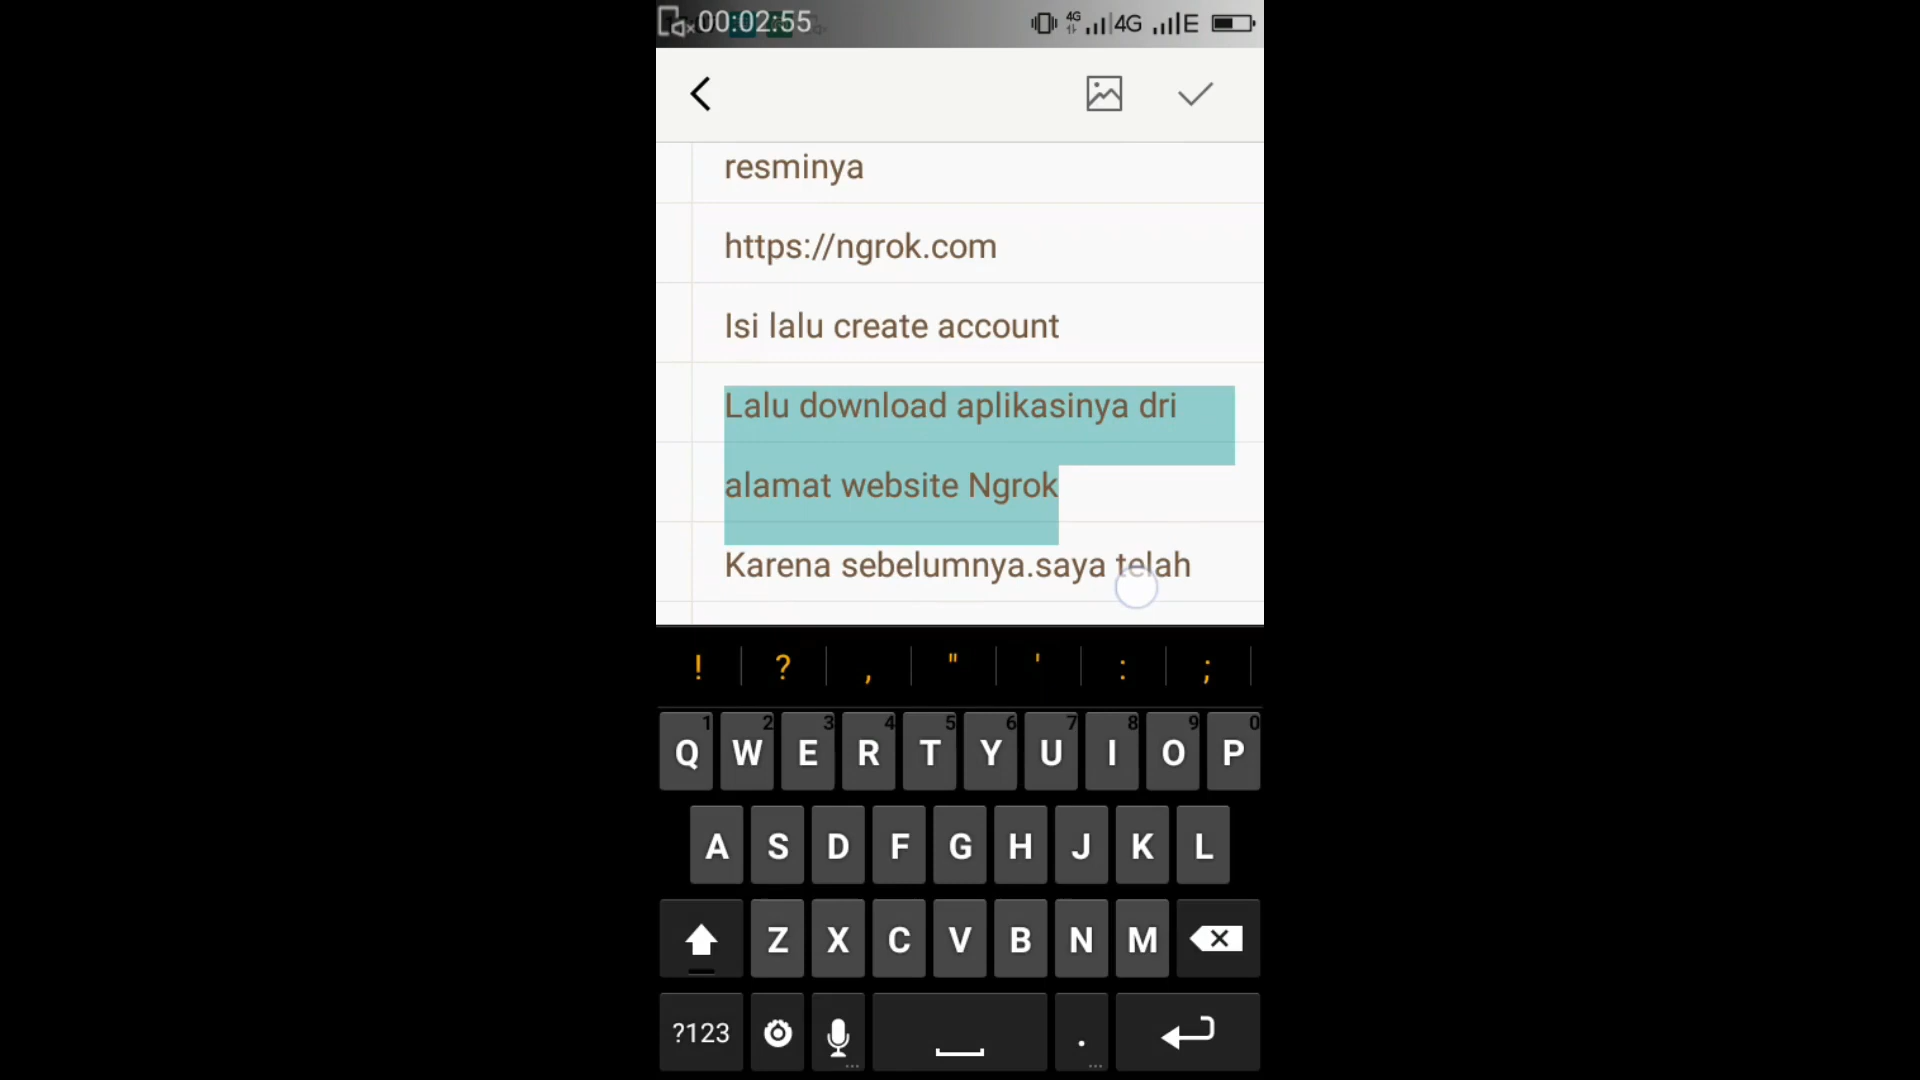 00:02:55
4G 4G E
resminya
https://ngrok.com
Isi lalu create account
Lalu download aplikasinya dri
alamat website Ngrok
Karena sebelumnya.saya telah
! ? , " ' : ;
1 2 3 4 5 6 7 8 9 0
Q W E R T Y U I O P
A S D F G H J K L
Z X C V B N M
?123 .